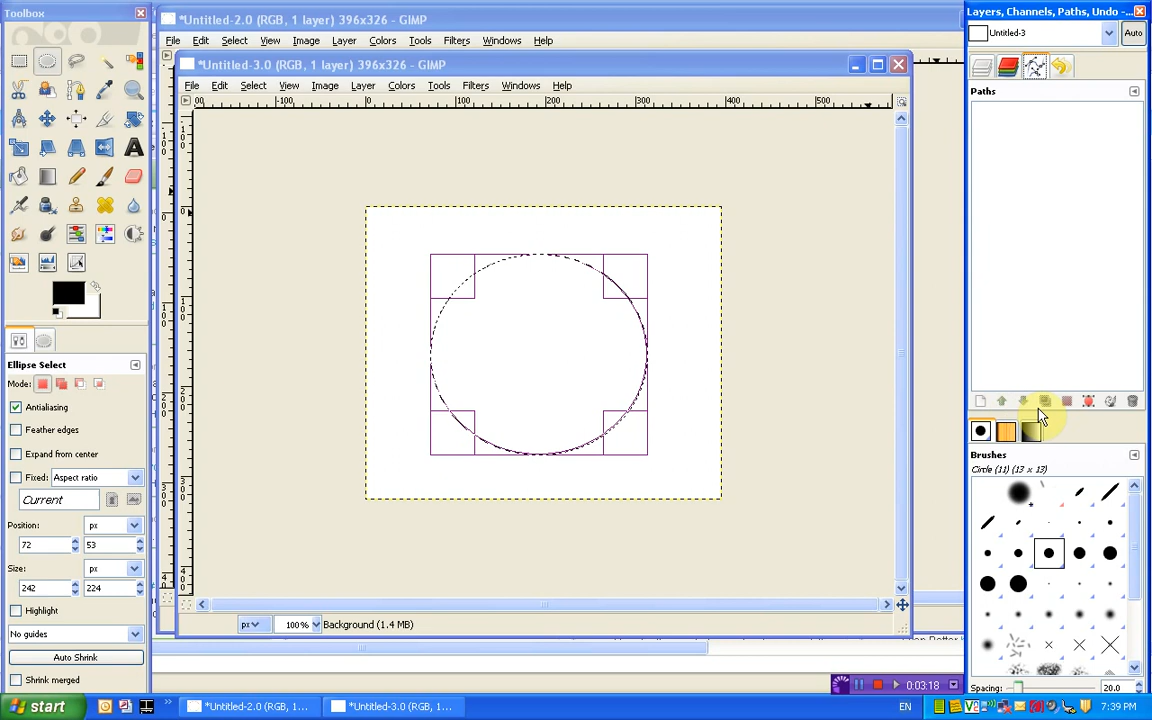 Toolbox
*Untitled-2.0 (RGB, 1 layer) 396x326 – GIMP
File Edit Select View Image Layer Colors Tools Filters Windows Help
*Untitled-3.0 (RGB, 1 layer) 396x326 – GIMP
File Edit Select View Image Layer Colors Tools Filters Windows Help
-100 0 100 200 300 400 500
px 100% Background (1.4 MB)
Ellipse Select
Mode:
Antialiasing
Feather edges
Expand from center
Fixed: Aspect ratio
Current
Position: px
72 53
Size: px
242 224
Highlight
No guides
Auto Shrink
Shrink merged
Layers, Channels, Paths, Undo - ...
Untitled-3 Auto
Paths
Brushes
Circle (11) (13 x 13)
Spacing: 20.0
0:03:18
start *Untitled-2.0 (RGB, 1... *Untitled-3.0 (RGB, 1... EN 7:39 PM